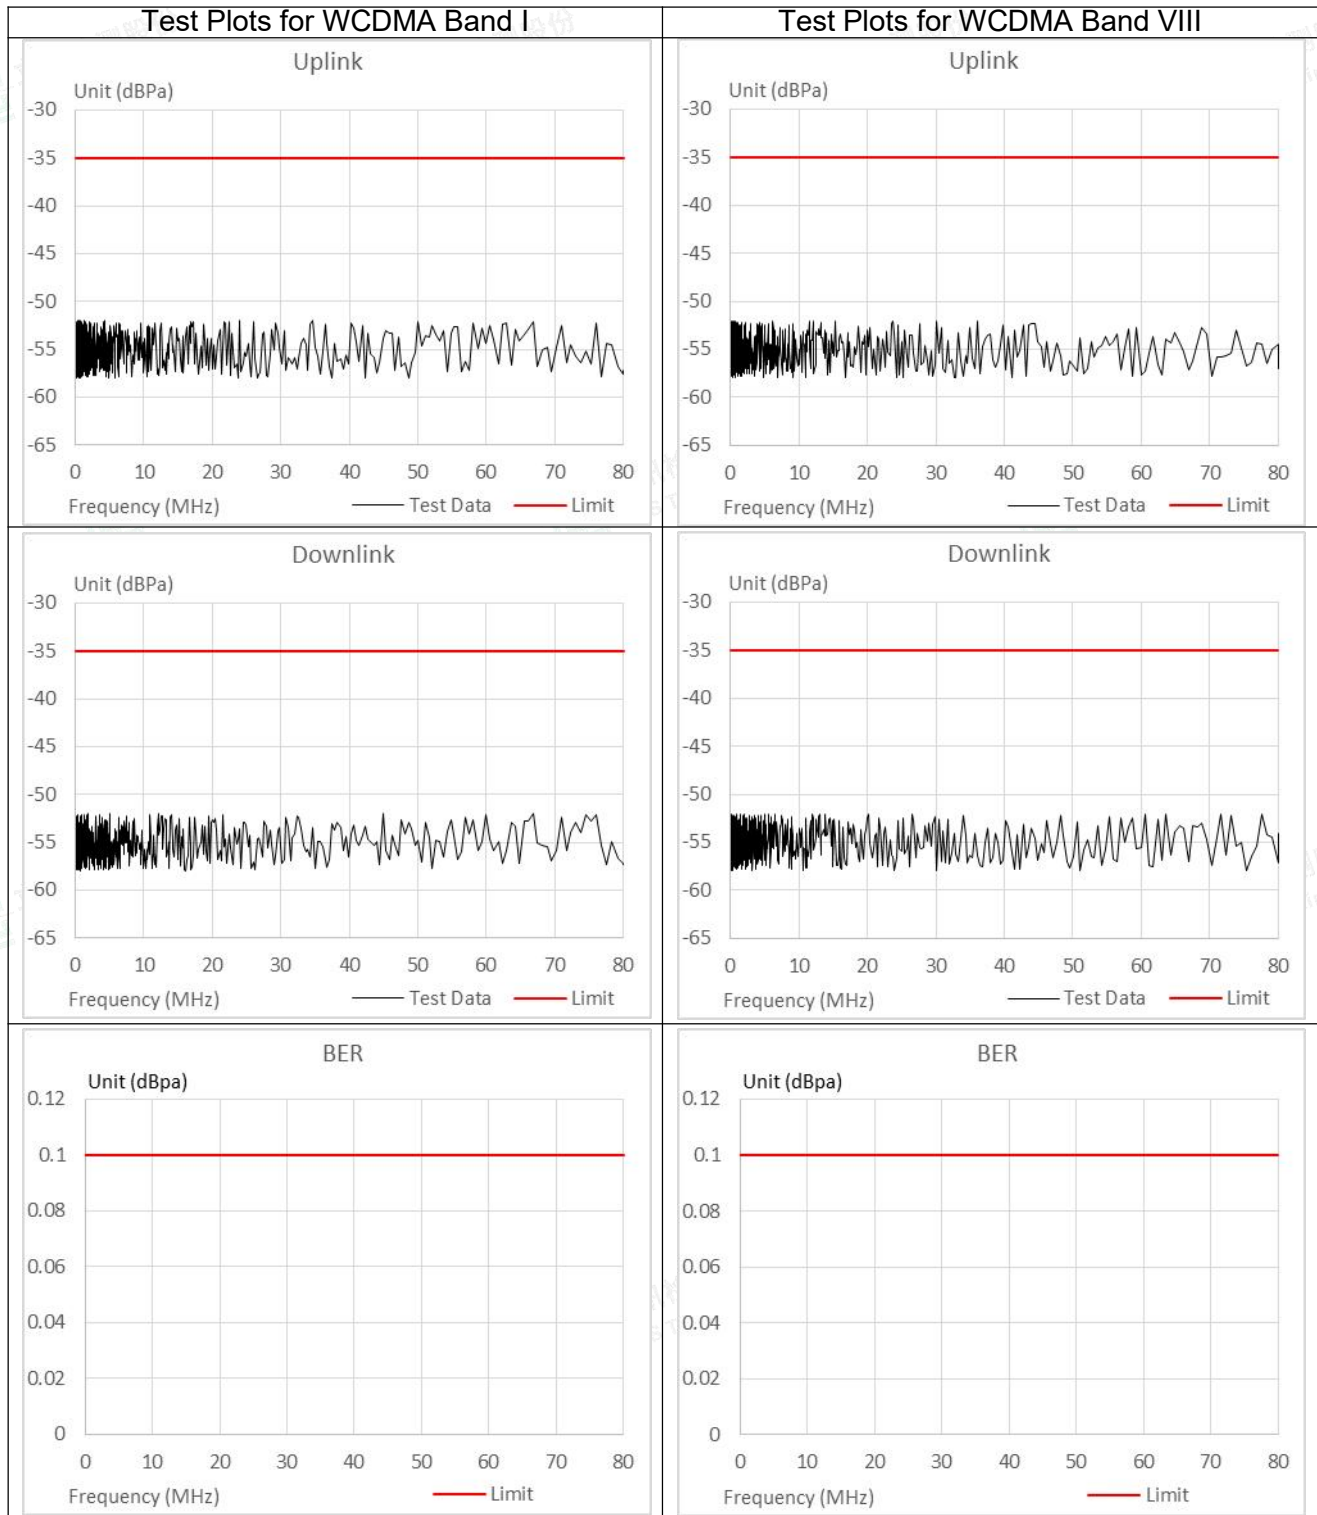 Test Plots for WCDMA Band I
Test Plots for WCDMA Band VIII
Uplink
Unit (dBPa)
-30
-35
-40
-45
-50
-55
-60
-65
0 10 20 30 40 50 60 70 80
Frequency (MHz) Test Data Limit
Uplink
Unit (dBPa)
-30
-35
-40
-45
-50
-55
-60
-65
0 10 20 30 40 50 60 70 80
Frequency (MHz) Test Data Limit
Downlink
Unit (dBPa)
-30
-35
-40
-45
-50
-55
-60
-65
0 10 20 30 40 50 60 70 80
Frequency (MHz) Test Data Limit
Downlink
Unit (dBPa)
-30
-35
-40
-45
-50
-55
-60
-65
0 10 20 30 40 50 60 70 80
Frequency (MHz) Test Data Limit
BER
Unit (dBpa)
0.12
0.1
0.08
0.06
0.04
0.02
0
0 10 20 30 40 50 60 70 80
Frequency (MHz) Limit
BER
Unit (dBpa)
0.12
0.1
0.08
0.06
0.04
0.02
0
0 10 20 30 40 50 60 70 80
Frequency (MHz) Limit